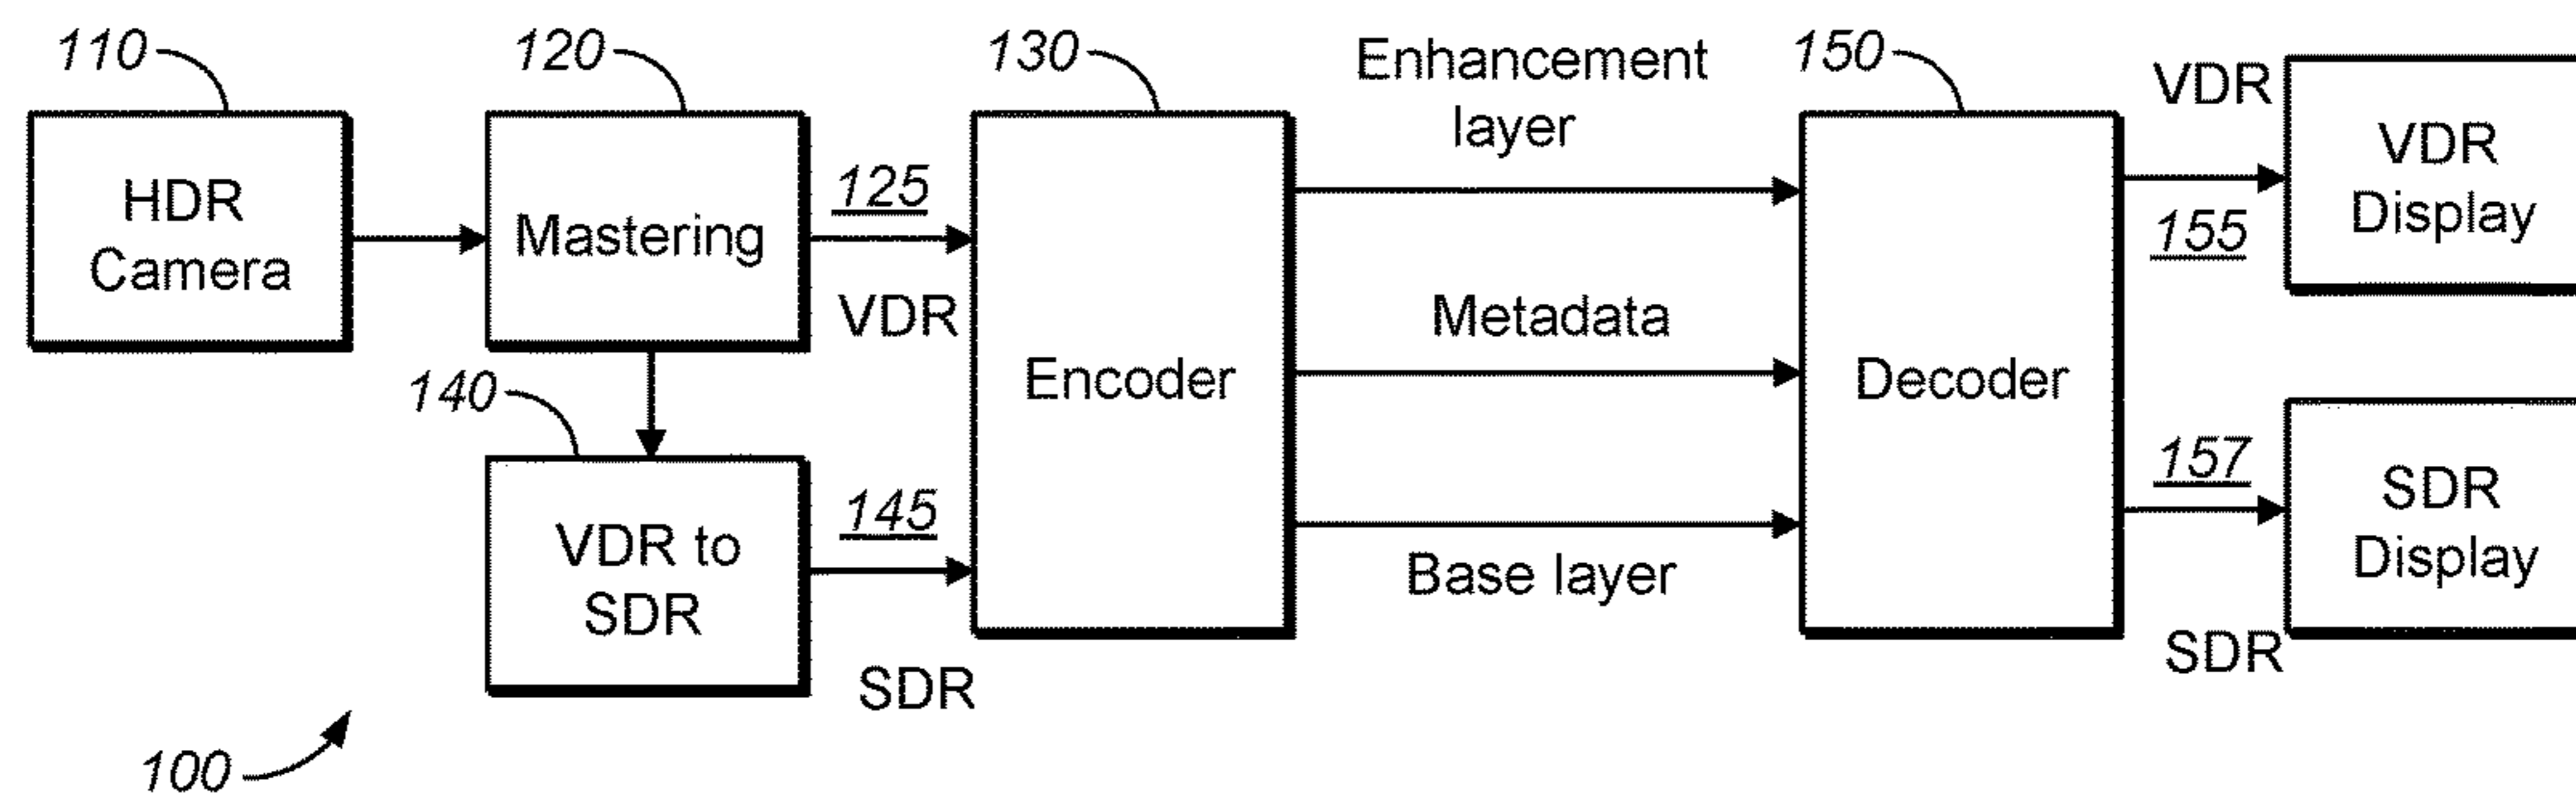 110
120
130
Enhancement
layer
150
VDR
VDR
Display
HDR
Camera
Mastering
125
VDR
155
Metadata
140
Encoder
Decoder
VDR to
SDR
145
SDR
Base layer
157
SDR
Display
SDR
100